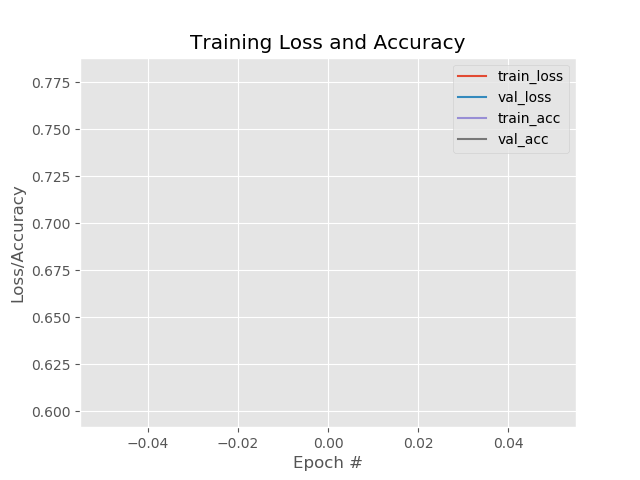 Training Loss and Accuracy
train_loss
val_loss
train_acc
val_acc
0.775
0.750
0.725
0.700
0.675
0.650
0.625
0.600
Loss/Accuracy
−0.04 −0.02 0.00 0.02 0.04
Epoch #